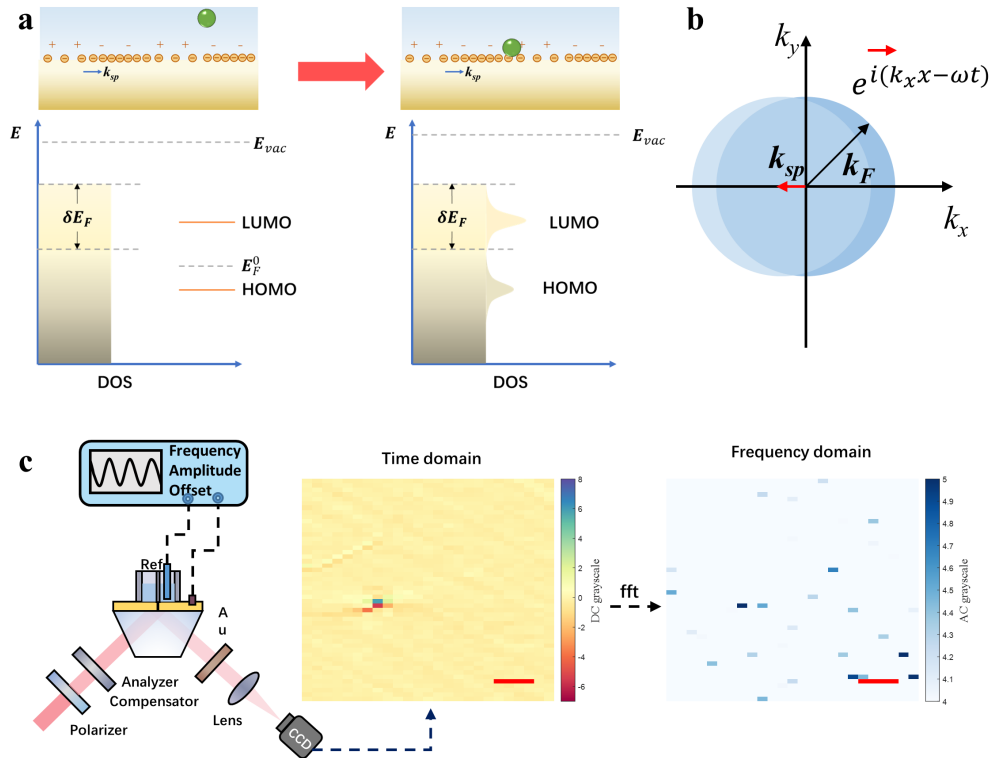 a
+ + - - - + + - - -
k_sp
+ + - - - + + - - -
k_sp
E
E_vac
δE_F
LUMO
E_F^0
HOMO
DOS
E
E_vac
δE_F
LUMO
HOMO
DOS
b
k_y
e^{i(k_x x-ωt)}
k_sp
k_F
k_x
c
Frequency
Amplitude
Offset
Ref
A
u
Analyzer
Compensator
Polarizer
Lens
CCD
Time domain
8
6
4
2
0
-2
-4
-6
DC grayscale
fft
Frequency domain
5
4.9
4.8
4.7
4.6
4.5
4.4
4.3
4.2
4.1
4
AC grayscale